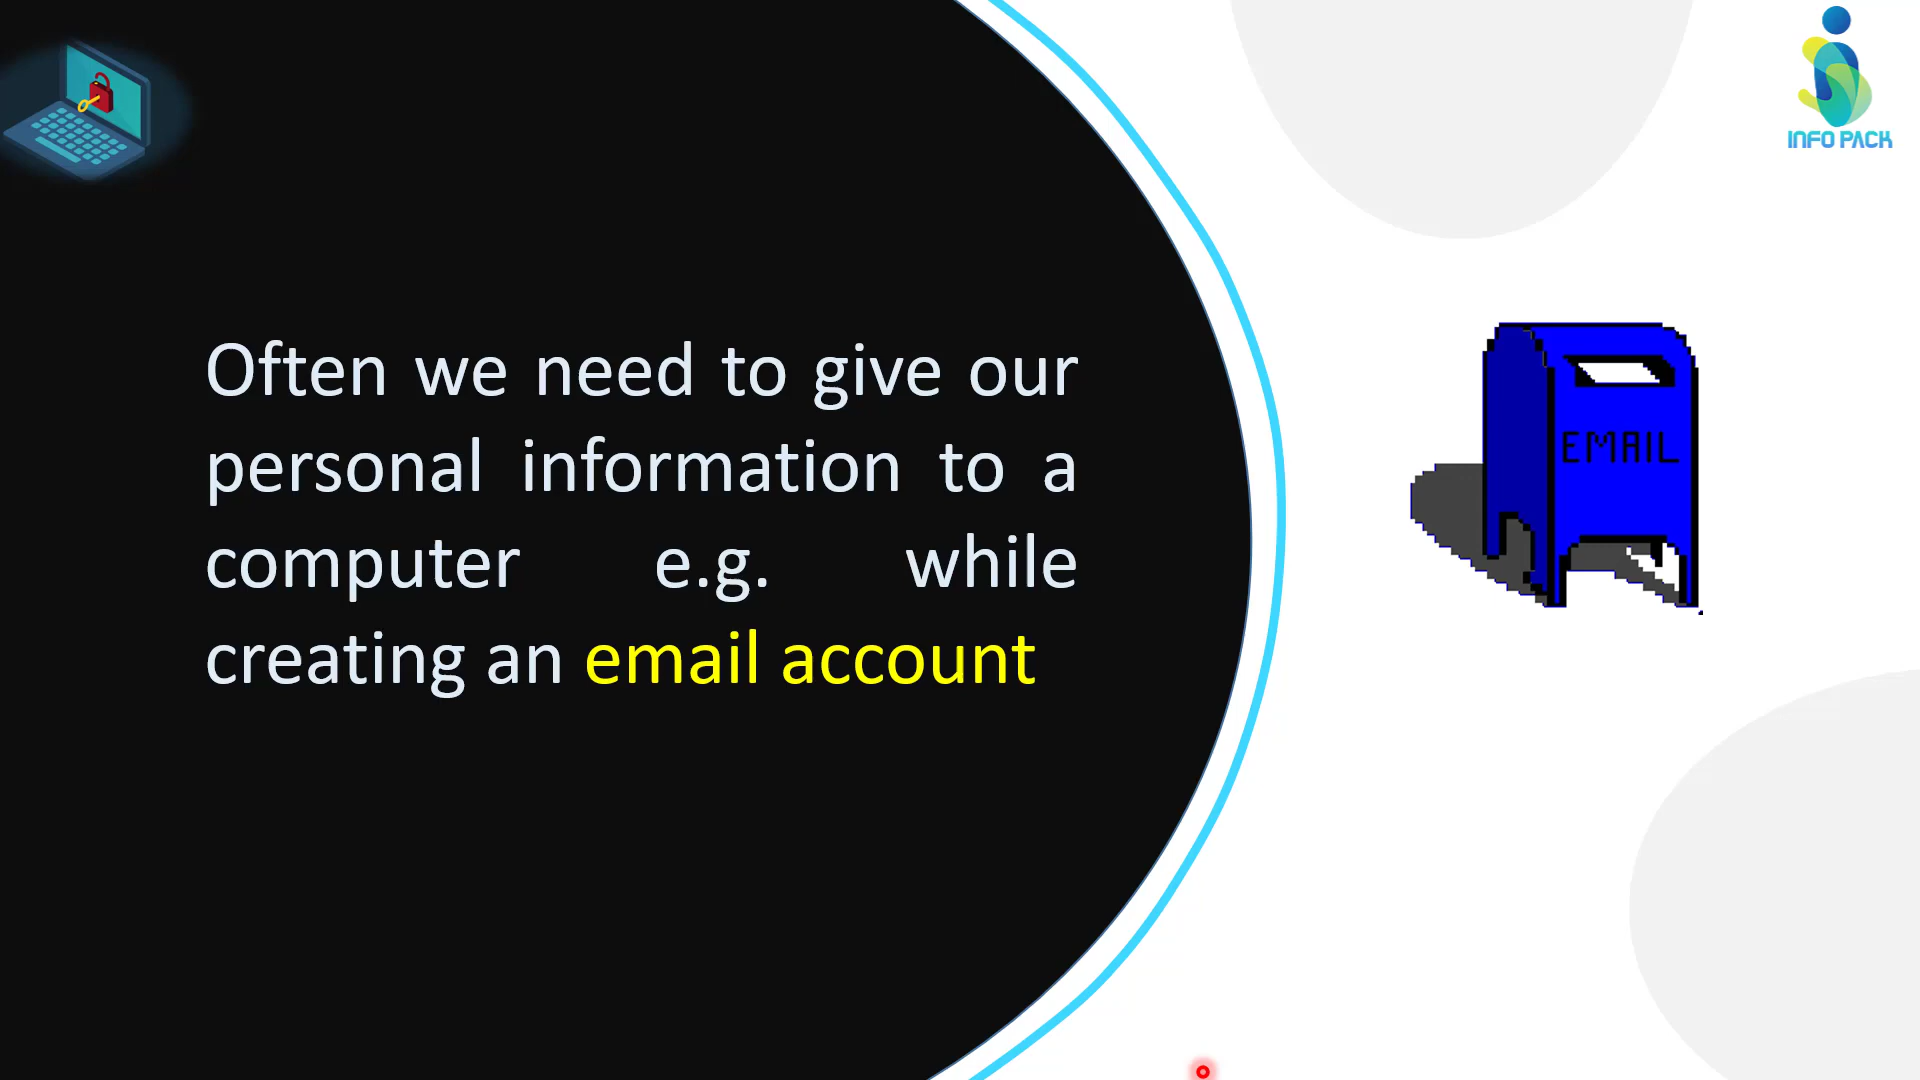 INFO PACK
Often we need to give our
personal information to a
computer e.g. while
creating an email account
EMAIL